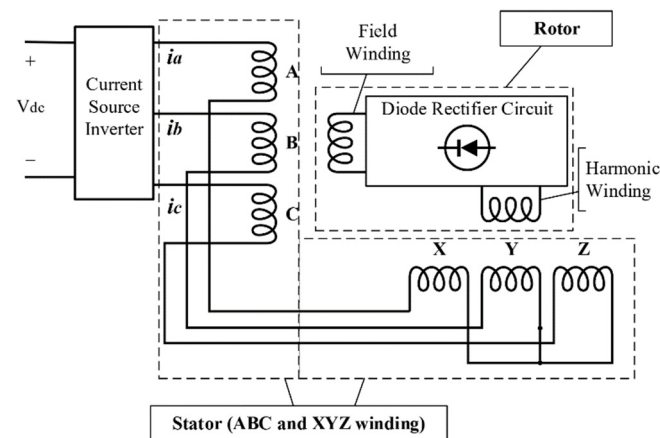 Field
Winding
Rotor
ia
A
+
Current
Source
Inverter
Vdc
Diode Rectifier Circuit
ib
B
−
Harmonic
Winding
ic
C
X Y Z
Stator (ABC and XYZ winding)